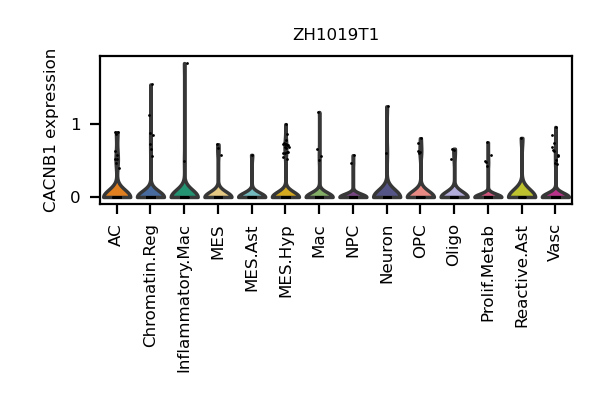 ZH1019T1
CACNB1 expression
1
0
AC
Chromatin.Reg
Inflammatory.Mac
MES
MES.Ast
MES.Hyp
Mac
NPC
Neuron
OPC
Oligo
Prolif.Metab
Reactive.Ast
Vasc